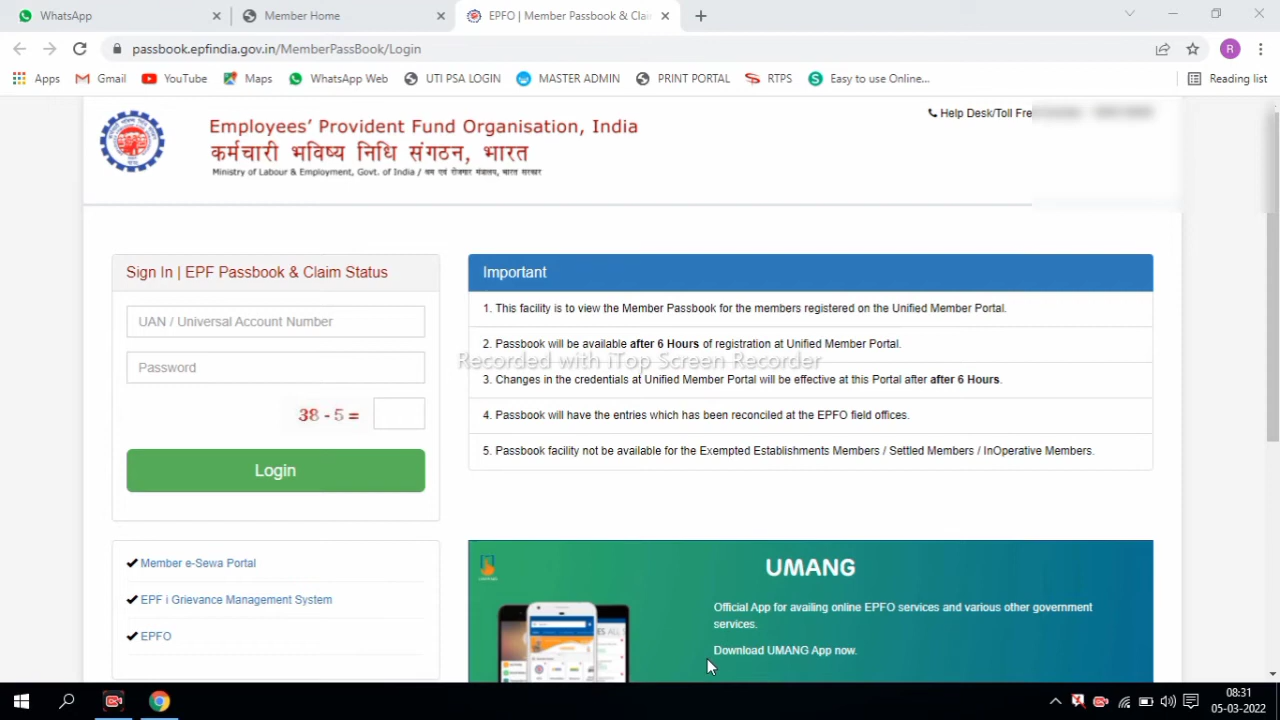 WhatsApp
Member Home
EPFO | Member Passbook & Clai
passbook.epfindia.gov.in/MemberPassBook/Login
R
Apps
Gmail
YouTube
Maps
WhatsApp Web
UTI PSA LOGIN
MASTER ADMIN
PRINT PORTAL
RTPS
Easy to use Online...
Reading list
Employees' Provident Fund Organisation, India
कर्मचारी भविष्य निधि संगठन, भारत
Ministry of Labour & Employment, Govt. of India / श्रम एवं रोजगार मंत्रालय, भारत सरकार
Help Desk/Toll Fre
Sign In | EPF Passbook & Claim Status
UAN / Universal Account Number
Password
38 - 5 =
Login
Important
1. This facility is to view the Member Passbook for the members registered on the Unified Member Portal.
2. Passbook will be available after 6 Hours of registration at Unified Member Portal.
Recorded with iTop Screen Recorder
3. Changes in the credentials at Unified Member Portal will be effective at this Portal after after 6 Hours.
4. Passbook will have the entries which has been reconciled at the EPFO field offices.
5. Passbook facility not be available for the Exempted Establishments Members / Settled Members / InOperative Members.
Member e-Sewa Portal
EPF i Grievance Management System
EPFO
UMANG
Official App for availing online EPFO services and various other government
services.
Download UMANG App now.
08:31
05-03-2022